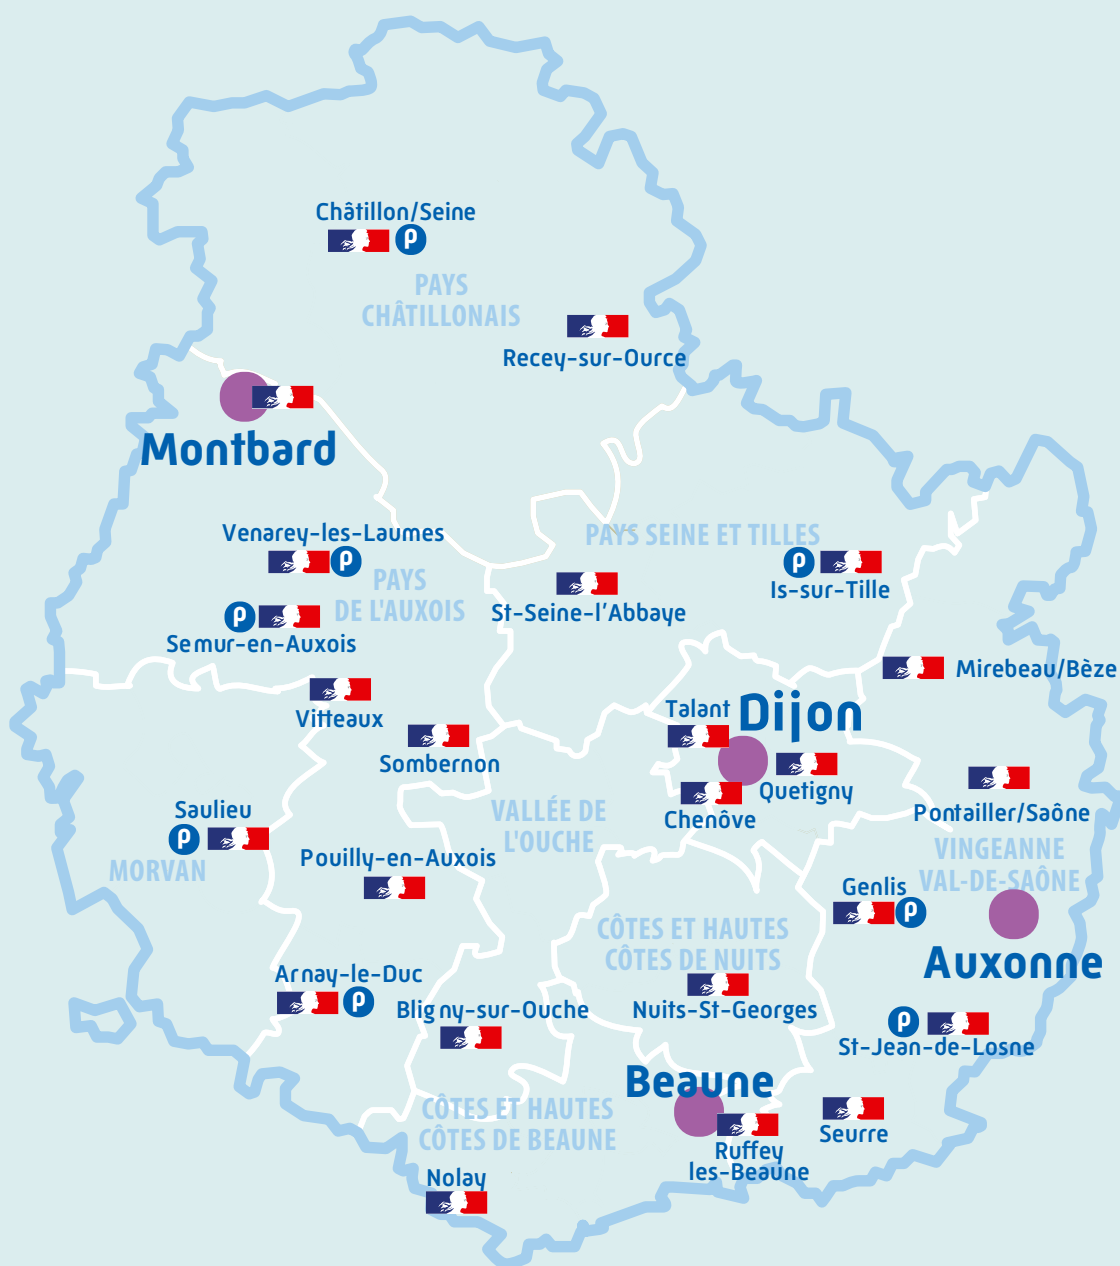 Châtillon/Seine
P
PAYS
CHÂTILLONAIS
Recey-sur-Ource
Montbard
Venarey-les-Laumes
P
PAYS
DE L'AUXOIS
PAYS SEINE ET TILLES
P
Is-sur-Tille
St-Seine-l'Abbaye
P
Semur-en-Auxois
Mirebeau/Bèze
Vitteaux
Talant
Dijon
Sombernon
Quetigny
Chenôve
Pontailler/Saône
VALLÉE DE
L'OUCHE
Saulieu
P
MORVAN
Pouilly-en-Auxois
VINGEANNE
VAL-DE-SAÔNE
Genlis
P
Auxonne
CÔTES ET HAUTES
CÔTES DE NUITS
Nuits-St-Georges
Arnay-le-Duc
P
Bligny-sur-Ouche
P
St-Jean-de-Losne
Beaune
CÔTES ET HAUTES
CÔTES DE BEAUNE
Ruffey
les-Beaune
Seurre
Nolay